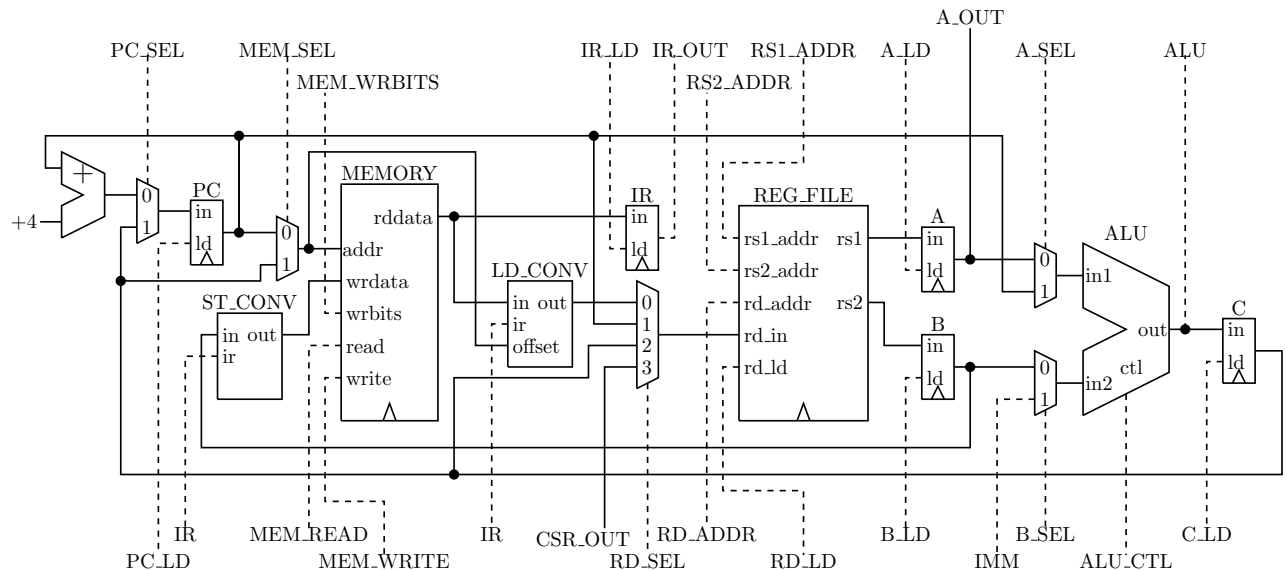 A_OUT
PC_SEL MEM_SEL IR_LD IR_OUT RS1_ADDR A_LD A_SEL ALU
MEM_WRBITS RS2_ADDR
+ MEMORY
PC IR REG_FILE A ALU
0 in rddata in in
+4 1 ld 0 addr ld rs1_addr rs1 ld 0
1 wrdata LD_CONV rs2_addr 1 in1
ST_CONV wrbits in out 0 rd_addr rs2 B C
in out read ir 1 rd_in in out in
ir write offset 2 rd_ld ld 0 ctl ld
3 1 in2
IR MEM_READ IR CSR_OUT RD_ADDR B_LD B_SEL C_LD
PC_LD MEM_WRITE RD_SEL RD_LD IMM ALU_CTL